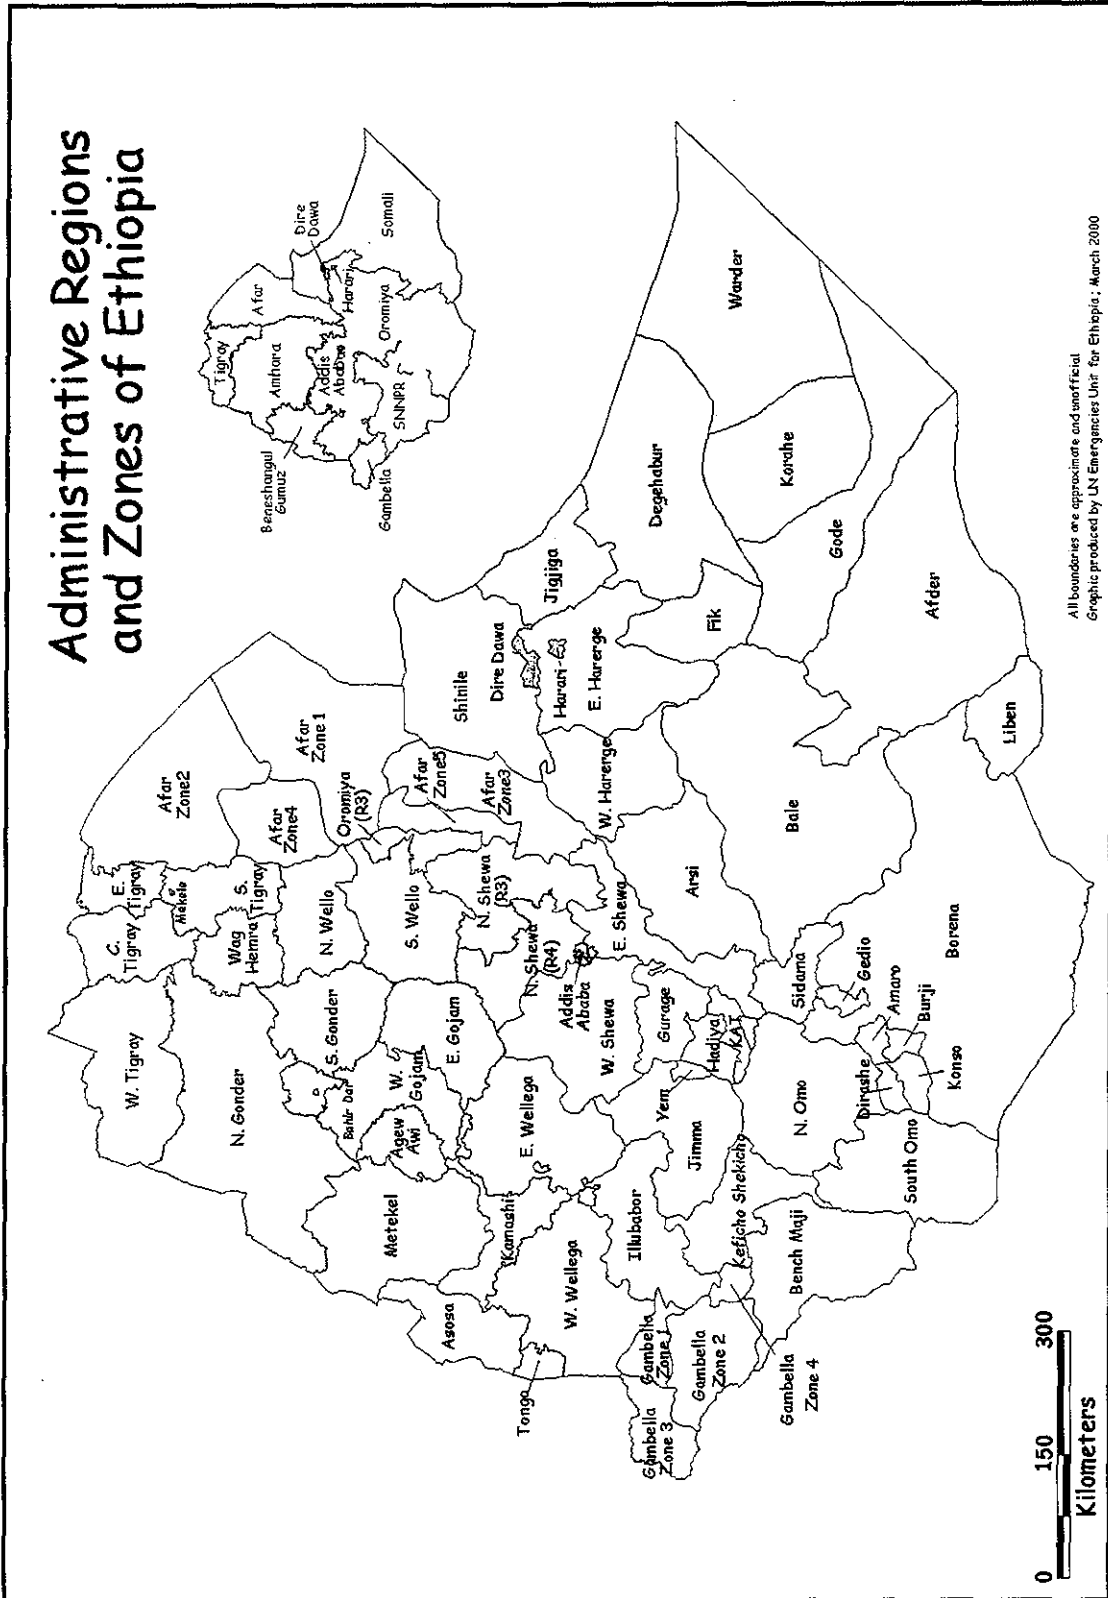 Administrative Regions
and Zones of Ethiopia
Tigray
Afar
Amhara
Beneshangul
Gumuz
Addis
Ababa
Dire
Dawa
Harari
Somali
Oromiya
SNNRR
Gambella
W. Tigray
C.
Tigray
E.
Tigray
Mekele
S.
Tigray
Afar
Zone2
Afar
Zone4
Afar
Zone1
Wag
Hemra
N. Gonder
N. Wello
S. Gonder
Bahir Dar
Oromiya
(R3)
Afar
Zone5
Afar
Zone3
S. Wello
W.
Gojam
Agew
Awi
Metekel
E. Gojam
N. Shewa
(R3)
Shinile
Asosa
Kamashi
E. Wellega
N. Shewa
(R4)
Dire Dawa
Jigjiga
Tongo
W. Wellega
Addis
Ababa
W. Shewa
E. Shewa
Harari
E. Harerge
W. Harerge
Illubabor
Gurage
Yem
Hadiya
KAT
Jimma
Arsi
Fik
Degehabur
Warder
Gambella
Zone 1
Gambella
Zone 2
Gambella
Zone 3
Gambella
Zone 4
Keficho Shekicho
Bench Maji
N. Omo
Sidama
Bale
Korahe
Gode
Gedio
Amaro
Burji
Dirashe
Konso
South Omo
Borena
Afder
Liben
0 150 300
Kilometers
All boundaries are approximate and unofficial
Graphic produced by UN Emergencies Unit for Ethiopia; March 2000